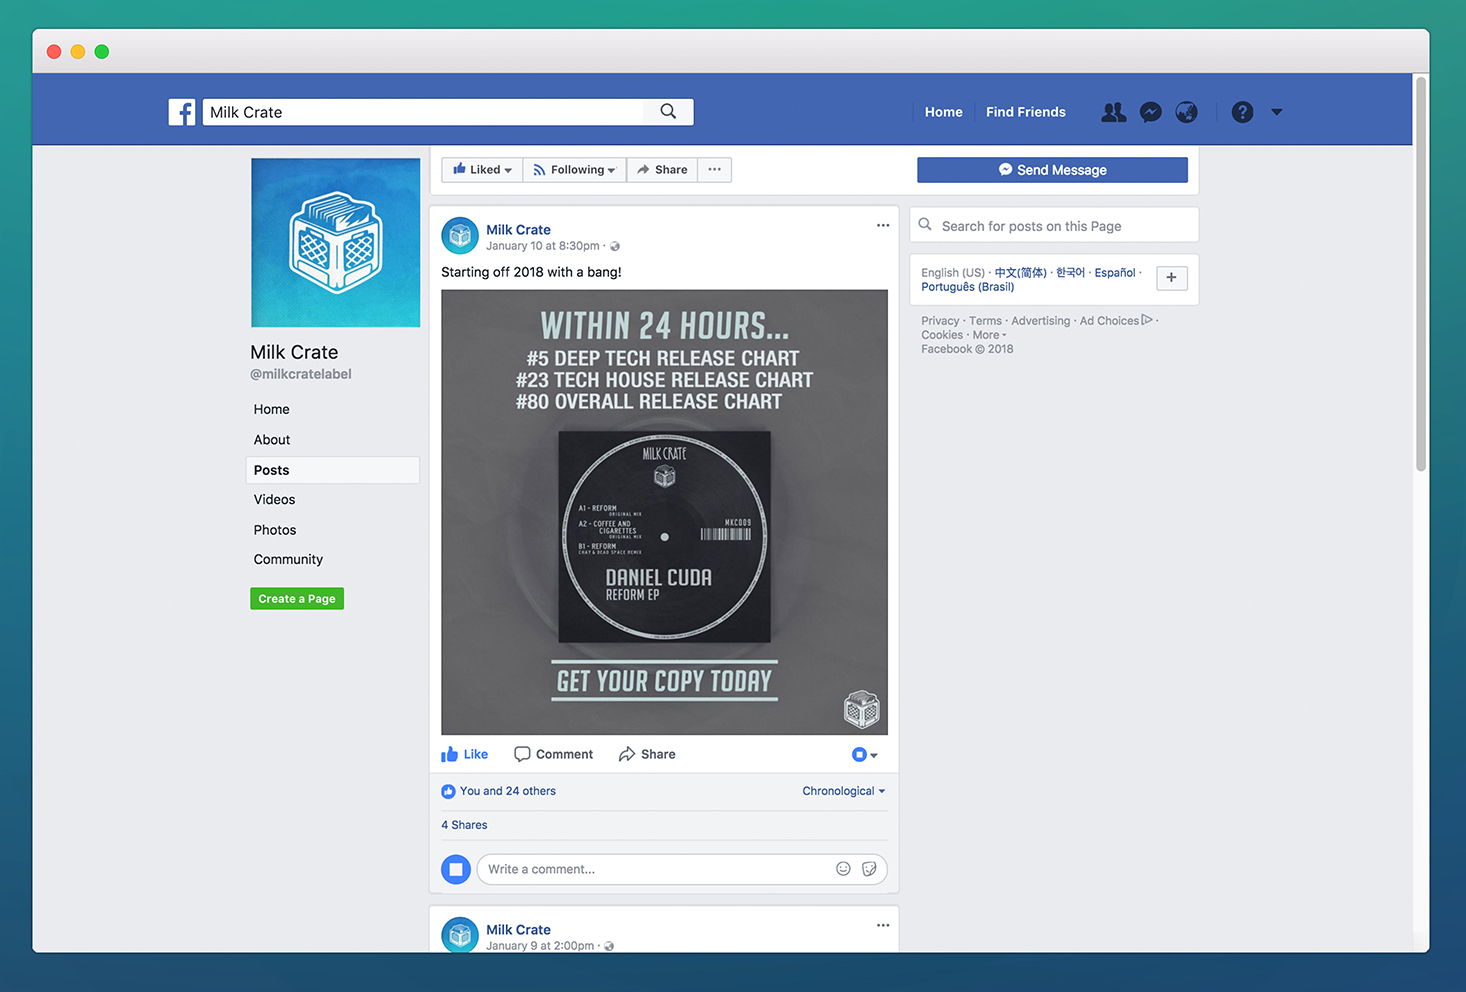 Milk Crate
Home
Find Friends
Liked
Following
Share
Send Message
Milk Crate
@milkcratelabel
Home
About
Posts
Videos
Photos
Community
Create a Page
Milk Crate
January 10 at 8:30pm ·
Starting off 2018 with a bang!
WITHIN 24 HOURS...
#5 DEEP TECH RELEASE CHART
#23 TECH HOUSE RELEASE CHART
#80 OVERALL RELEASE CHART
MILK CRATE
A1 - REFORM
ORIGINAL MIX
A2 - COFFEE AND
CIGARETTES
ORIGINAL MIX
B1 - REFORM
CHAY & DEAD SPACE REMIX
MKC009
DANIEL CUDA
REFORM EP
GET YOUR COPY TODAY
Like
Comment
Share
You and 24 others
Chronological
4 Shares
Write a comment...
Milk Crate
January 9 at 2:00pm ·
Search for posts on this Page
English (US) · 中文(简体) · 한국어 · Español ·
Português (Brasil)
Privacy · Terms · Advertising · Ad Choices ·
Cookies · More
Facebook © 2018